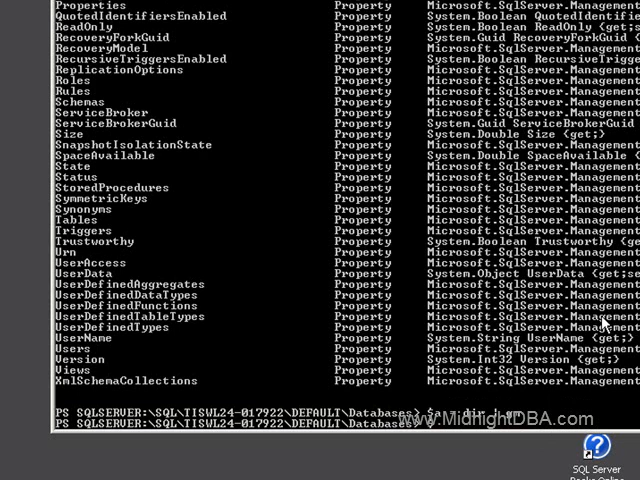 Properties Property Microsoft.SqlServer.Management
QuotedIdentifiersEnabled Property System.Boolean QuotedIdentifie
ReadOnly Property System.Boolean ReadOnly {get;s
RecoveryForkGuid Property System.Guid RecoveryForkGuid {
RecoveryModel Property Microsoft.SqlServer.Management
RecursiveTriggersEnabled Property System.Boolean RecursiveTrigge
ReplicationOptions Property Microsoft.SqlServer.Management
Roles Property Microsoft.SqlServer.Management
Rules Property Microsoft.SqlServer.Management
Schemas Property Microsoft.SqlServer.Management
ServiceBroker Property Microsoft.SqlServer.Management
ServiceBrokerGuid Property System.Guid ServiceBrokerGuid
Size Property System.Double Size {get;}
SnapshotIsolationState Property Microsoft.SqlServer.Management
SpaceAvailable Property System.Double SpaceAvailable {
State Property Microsoft.SqlServer.Management
Status Property Microsoft.SqlServer.Management
StoredProcedures Property Microsoft.SqlServer.Management
SymmetricKeys Property Microsoft.SqlServer.Management
Synonyms Property Microsoft.SqlServer.Management
Tables Property Microsoft.SqlServer.Management
Triggers Property Microsoft.SqlServer.Management
Trustworthy Property System.Boolean Trustworthy {ge
Urn Property Microsoft.SqlServer.Management
UserAccess Property Microsoft.SqlServer.Management
UserData Property System.Object UserData {get;se
UserDefinedAggregates Property Microsoft.SqlServer.Management
UserDefinedDataTypes Property Microsoft.SqlServer.Management
UserDefinedFunctions Property Microsoft.SqlServer.Management
UserDefinedTableTypes Property Microsoft.SqlServer.Management
UserDefinedTypes Property Microsoft.SqlServer.Management
UserName Property System.String UserName {get;}
Users Property Microsoft.SqlServer.Management
Version Property System.Int32 Version {get;}
Views Property Microsoft.SqlServer.Management
XmlSchemaCollections Property Microsoft.SqlServer.Management
PS SQLSERVER:\SQL\TISWL24-017922\DEFAULT\Databases> $a = dir | gm
PS SQLSERVER:\SQL\TISWL24-017922\DEFAULT\Databases>
www.MidnightDBA.com
SQL Server
Books Online